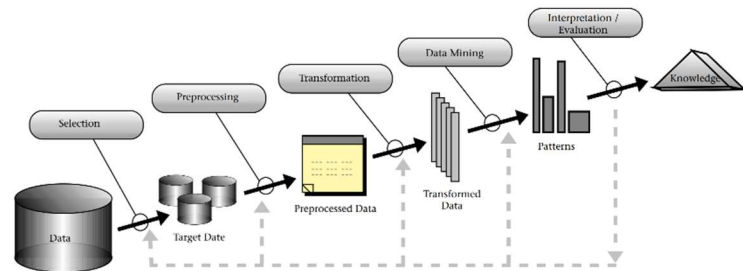 Interpretation /
Evaluation
Data Mining
Transformation
Preprocessing
Selection
Knowledge
Patterns
Transformed
Data
Preprocessed Data
Target Date
Data